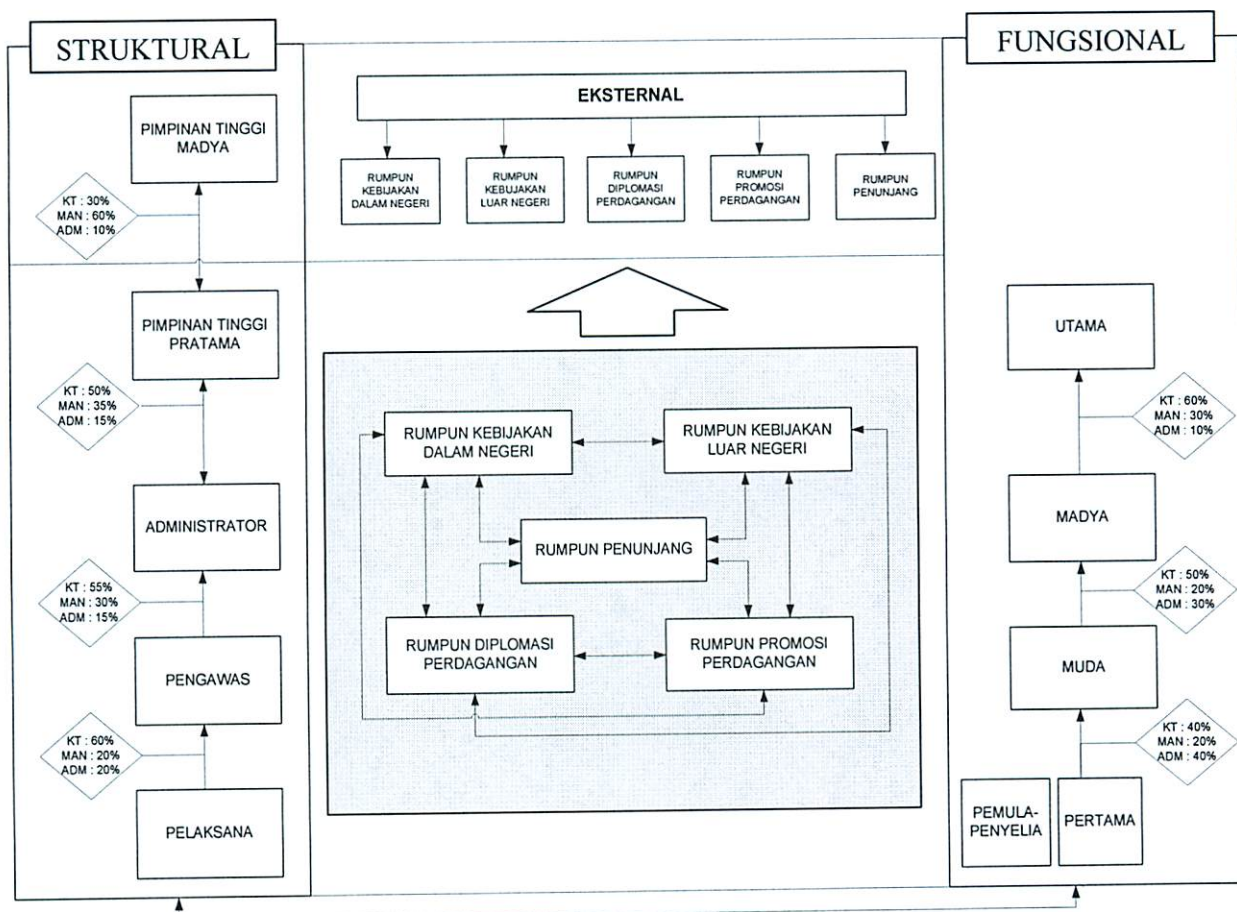 STRUKTURAL
PIMPINAN TINGGI
MADYA
KT : 30%
MAN : 60%
ADM : 10%
PIMPINAN TINGGI
PRATAMA
KT : 50%
MAN : 35%
ADM : 15%
ADMINISTRATOR
KT : 55%
MAN : 30%
ADM : 15%
PENGAWAS
KT : 60%
MAN : 20%
ADM : 20%
PELAKSANA
EKSTERNAL
RUMPUN
KEBIJAKAN
DALAM NEGERI
RUMPUN
KEBUJAKAN
LUAR NEGERI
RUMPUN
DIPLOMASI
PERDAGANGAN
RUMPUN
PROMOSI
PERDAGANGAN
RUMPUN
PENUNJANG
RUMPUN KEBIJAKAN
DALAM NEGERI
RUMPUN KEBIJAKAN
LUAR NEGERI
RUMPUN PENUNJANG
RUMPUN DIPLOMASI
PERDAGANGAN
RUMPUN PROMOSI
PERDAGANGAN
FUNGSIONAL
UTAMA
KT : 60%
MAN : 30%
ADM : 10%
MADYA
KT : 50%
MAN : 20%
ADM : 30%
MUDA
KT : 40%
MAN : 20%
ADM : 40%
PEMULA-
PENYELIA
PERTAMA